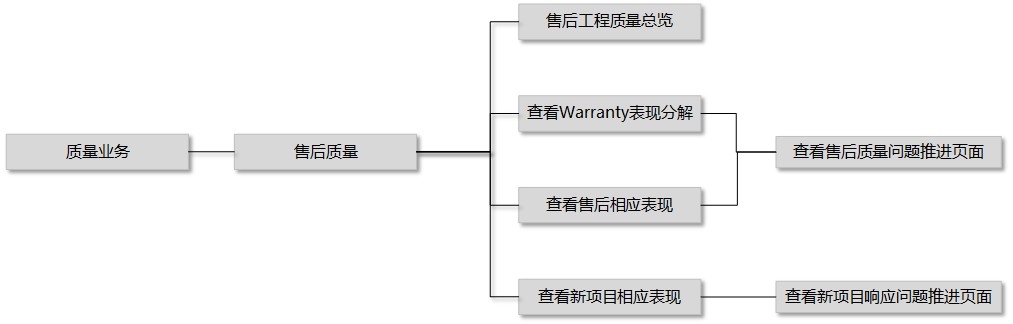 售后工程质量总览
查看Warranty表现分解
质量业务
售后质量
查看售后质量问题推进页面
查看售后相应表现
查看新项目相应表现
查看新项目响应问题推进页面